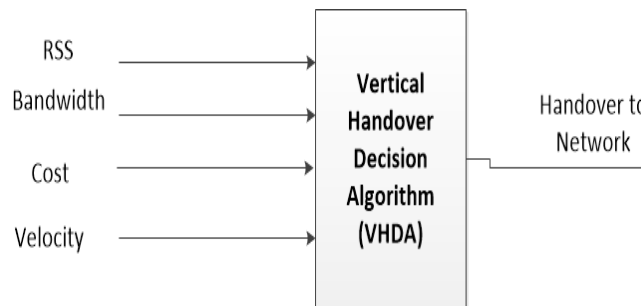 RSS
Bandwidth
Cost
Velocity
Vertical
Handover
Decision
Algorithm
(VHDA)
Handover to
Network